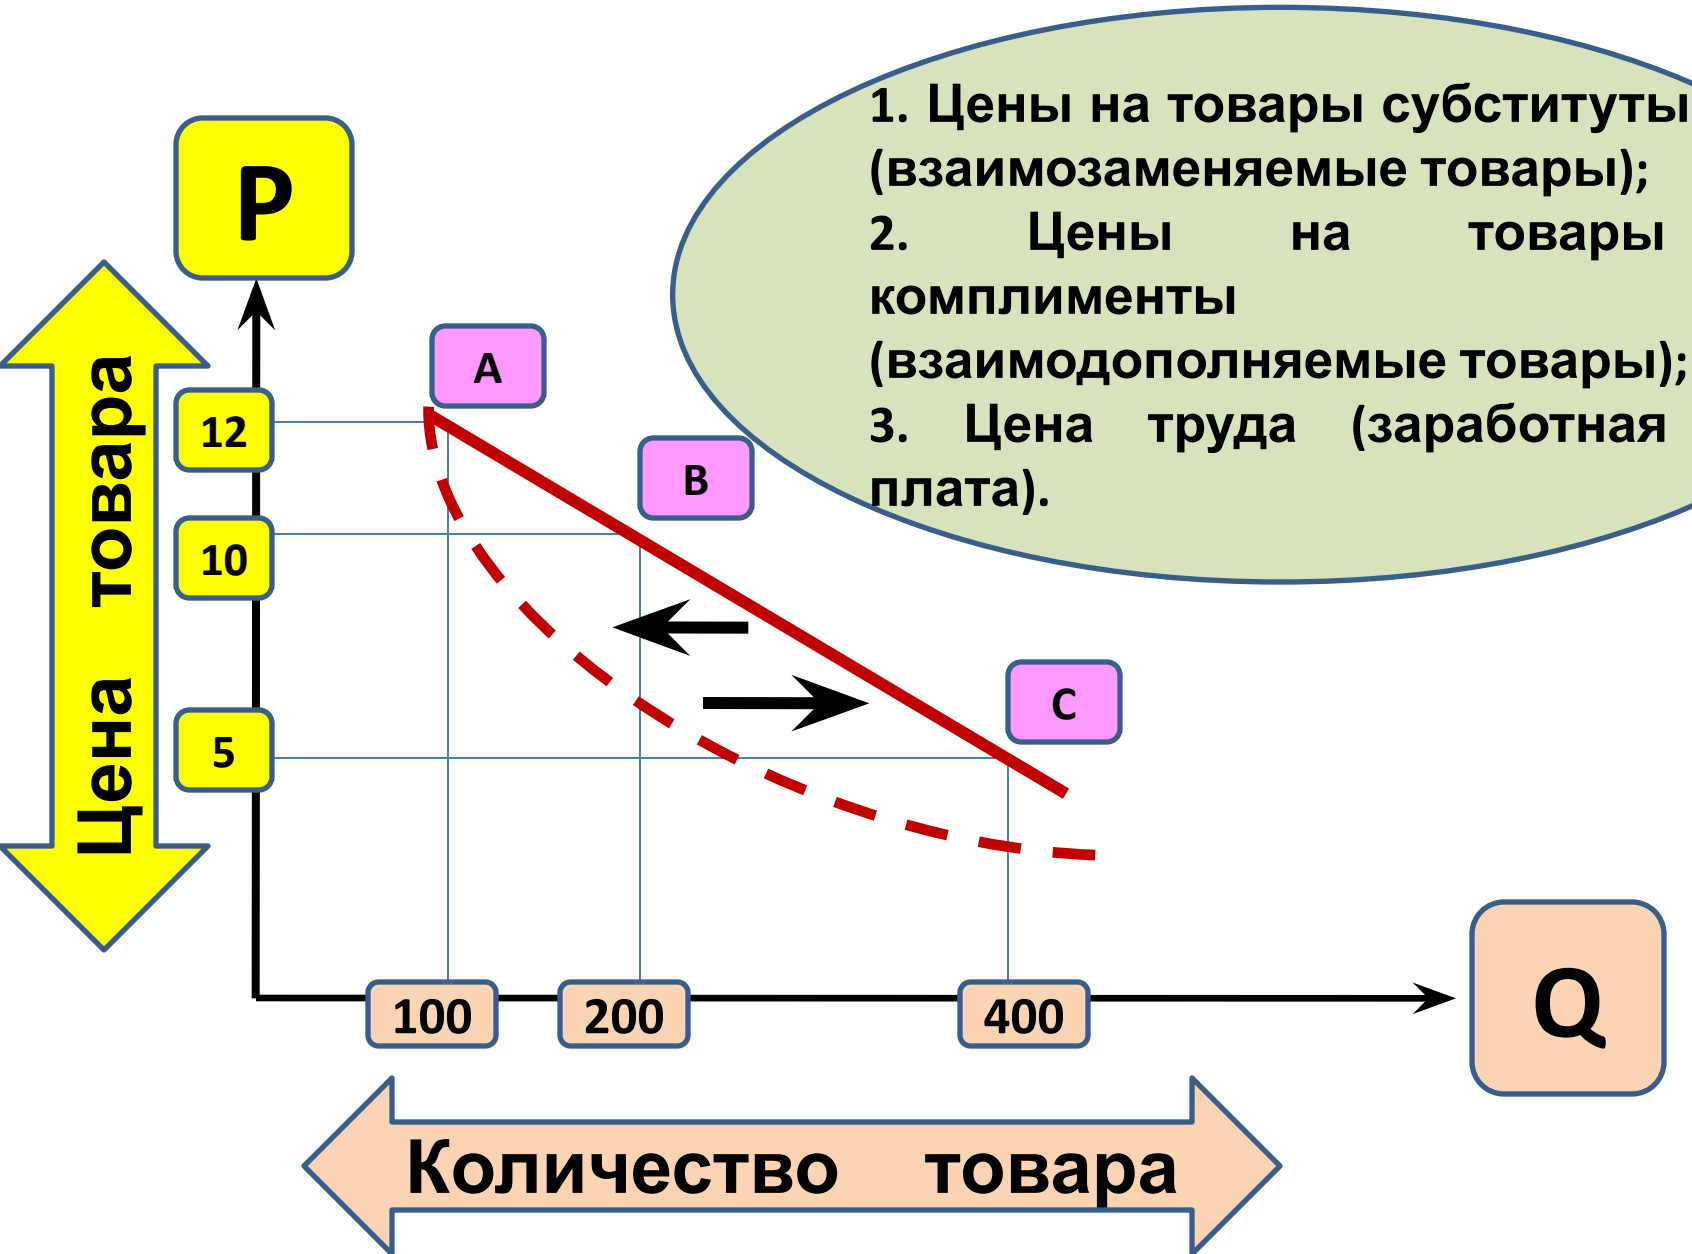 1. Цены на товары субституты
(взаимозаменяемые товары);
2. Цены на товары
комплименты
(взаимодополняемые товары);
3. Цена труда (заработная
плата).
P
A
12
B
10
C
5
Цена товара
100
200
400
Q
Количество товара